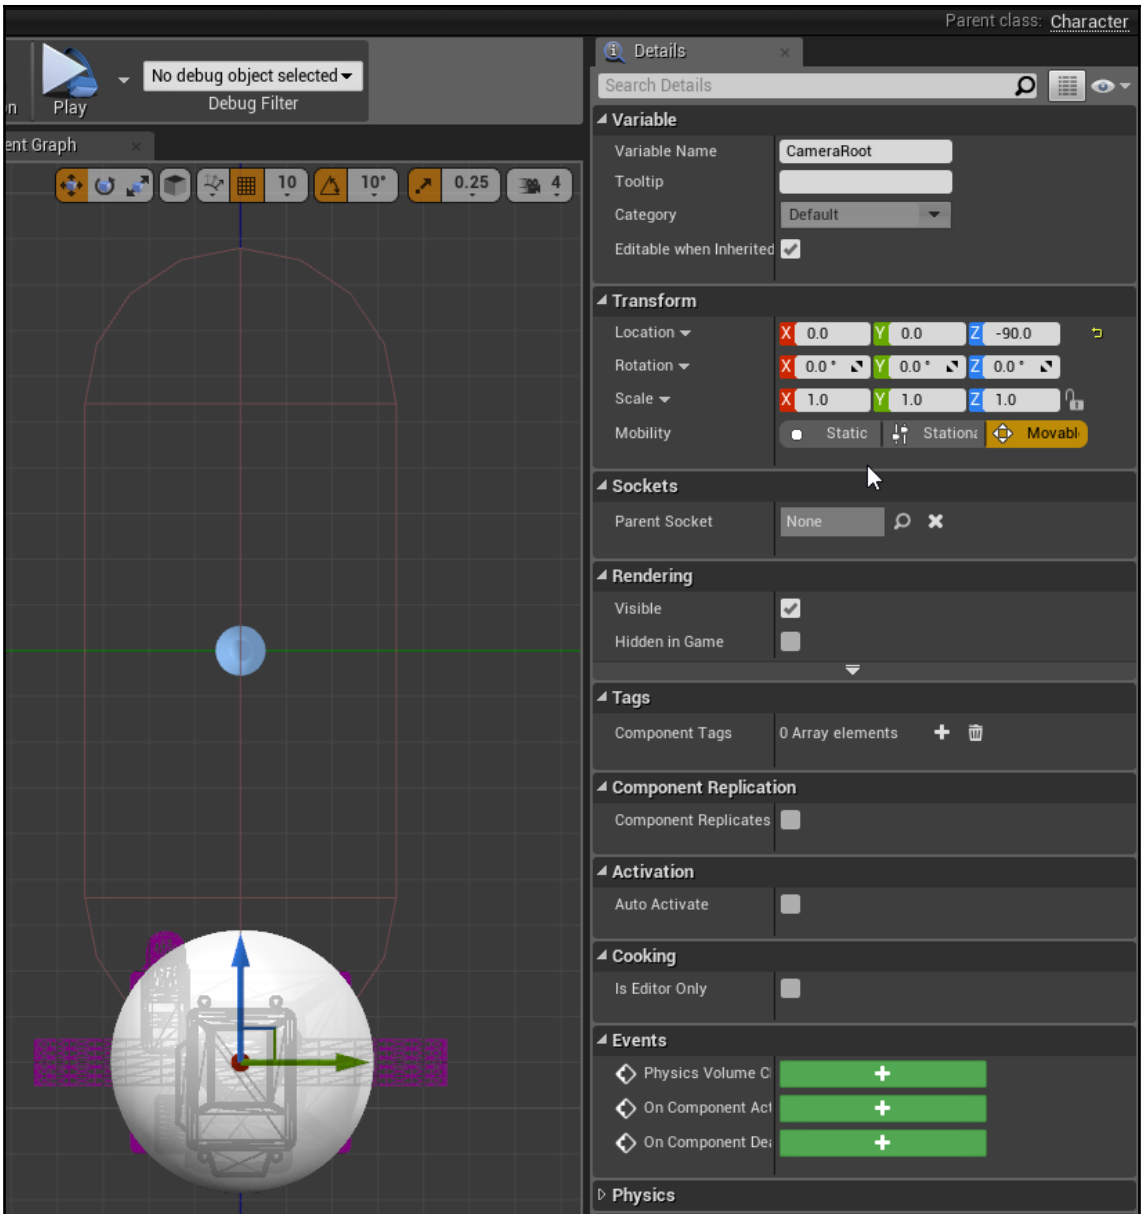 Parent class: Character
Details
Play
No debug object selected
Debug Filter
Search Details
ent Graph
10
10°
0.25
4
Variable
Variable Name CameraRoot
Tooltip
Category Default
Editable when Inherited
Transform
Location X 0.0 Y 0.0 Z -90.0
Rotation X 0.0 ° Y 0.0 ° Z 0.0 °
Scale X 1.0 Y 1.0 Z 1.0
Mobility Static Stationa Movabl
Sockets
Parent Socket None
Rendering
Visible
Hidden in Game
Tags
Component Tags 0 Array elements
Component Replication
Component Replicates
Activation
Auto Activate
Cooking
Is Editor Only
Events
Physics Volume C
On Component Act
On Component Dea
Physics